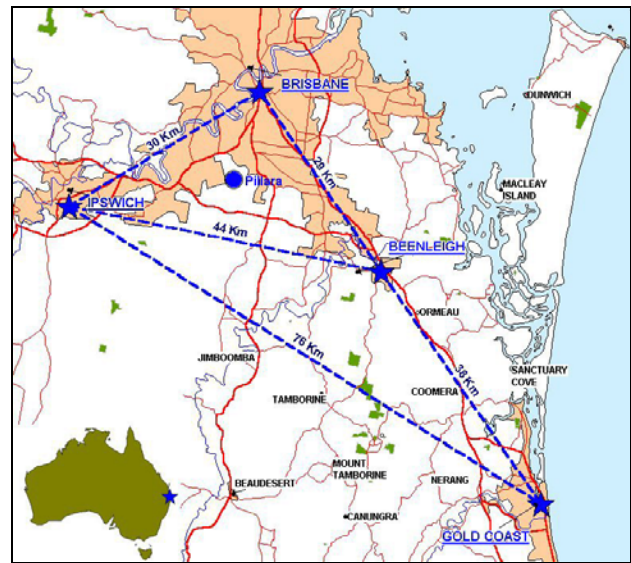 BRISBANE
DUNWICH
30 Km
29 Km
Pillara
MACLEAY
ISLAND
IPSWICH
44 Km
BEENLEIGH
ORMEAU
76 Km
JIMBOOMBA
38 Km
SANCTUARY
COVE
COOMERA
TAMBORINE
MOUNT
TAMBORINE
NERANG
BEAUDESERT
CANUNGRA
GOLD COAST